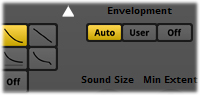 Envelopment
Auto User Off
Off
Sound Size Min Extent